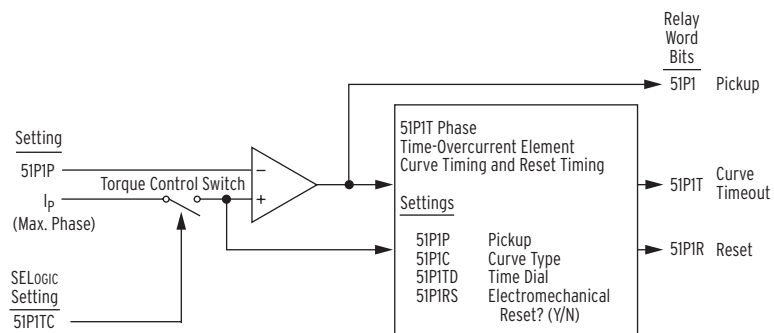 Relay
Word
Bits
51P1 Pickup
Setting
51P1P
Torque Control Switch
IP
(Max. Phase)
SELOGIC
Setting
51P1TC
−
+
51P1T Phase
Time-Overcurrent Element
Curve Timing and Reset Timing
Settings
51P1P Pickup
51P1C Curve Type
51P1TD Time Dial
51P1RS Electromechanical
Reset? (Y/N)
51P1T Curve
Timeout
51P1R Reset